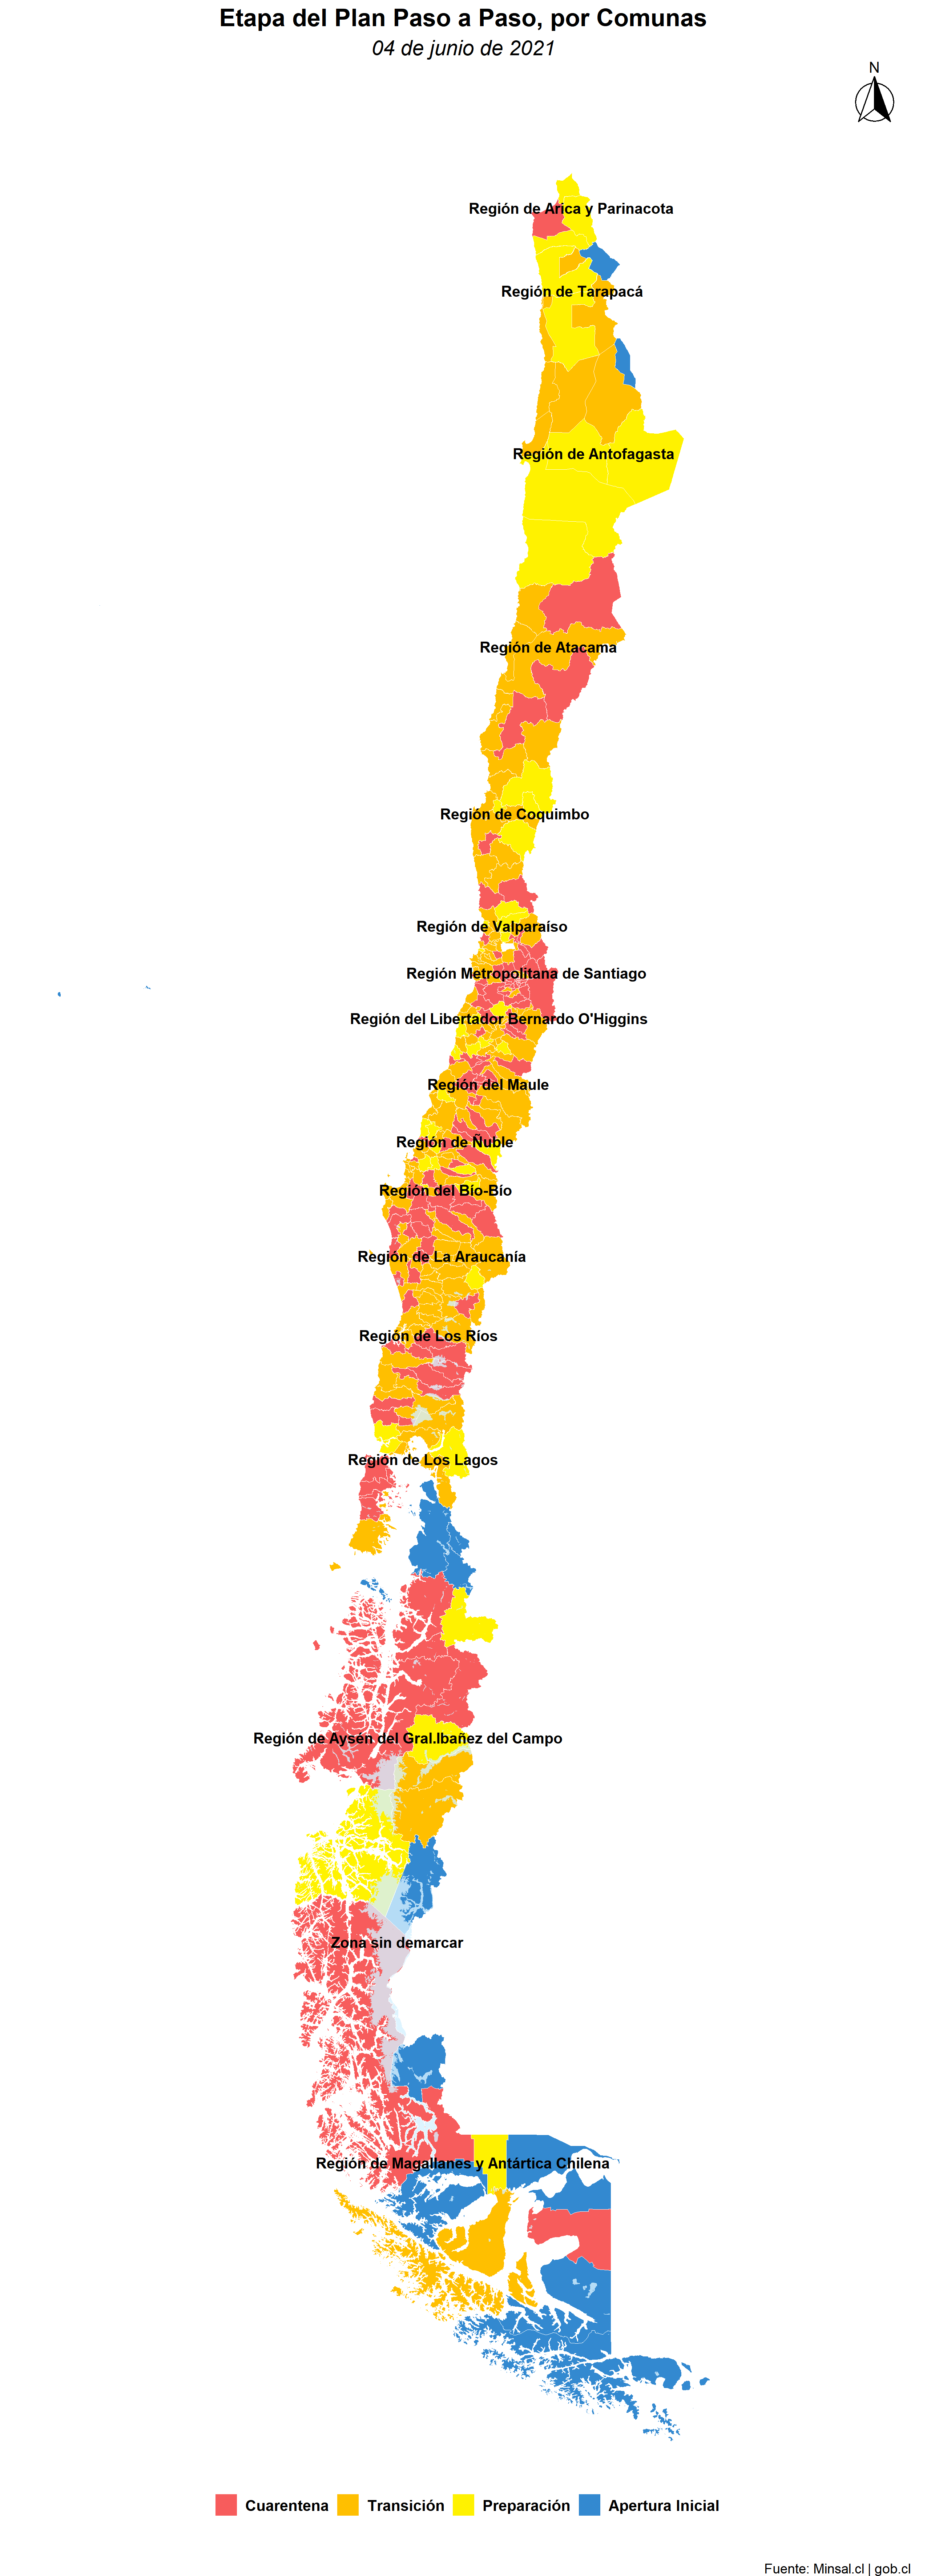 Etapa del Plan Paso a Paso, por Comunas
04 de junio de 2021
N
Región de Arica y Parinacota
Región de Tarapacá
Región de Antofagasta
Región de Atacama
Región de Coquimbo
Región de Valparaíso
Región Metropolitana de Santiago
Región del Libertador Bernardo O'Higgins
Región del Maule
Región de Ñuble
Región del Bío-Bío
Región de La Araucanía
Región de Los Ríos
Región de Los Lagos
Región de Aysén del Gral.Ibañez del Campo
Zona sin demarcar
Región de Magallanes y Antártica Chilena
Cuarentena Transición Preparación Apertura Inicial
Fuente: Minsal.cl | gob.cl